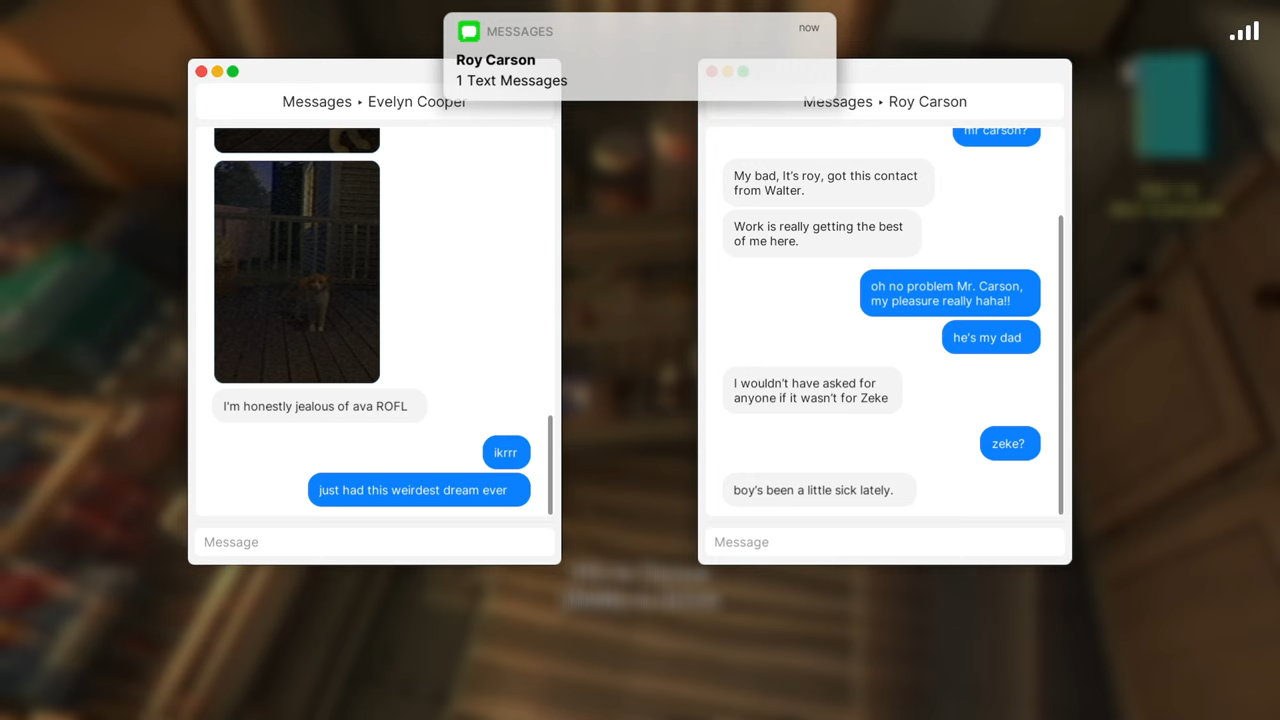 MESSAGES
now
Roy Carson
1 Text Messages
Messages ‣ Evelyn Cooper
I'm honestly jealous of ava ROFL
ikrrr
just had this weirdest dream ever
Message
Messages ‣ Roy Carson
mr carson?
My bad, It's roy, got this contact
from Walter.
Work is really getting the best
of me here.
oh no problem Mr. Carson,
my pleasure really haha!!
he's my dad
I wouldn't have asked for
anyone if it wasn't for Zeke
zeke?
boy's been a little sick lately.
Message